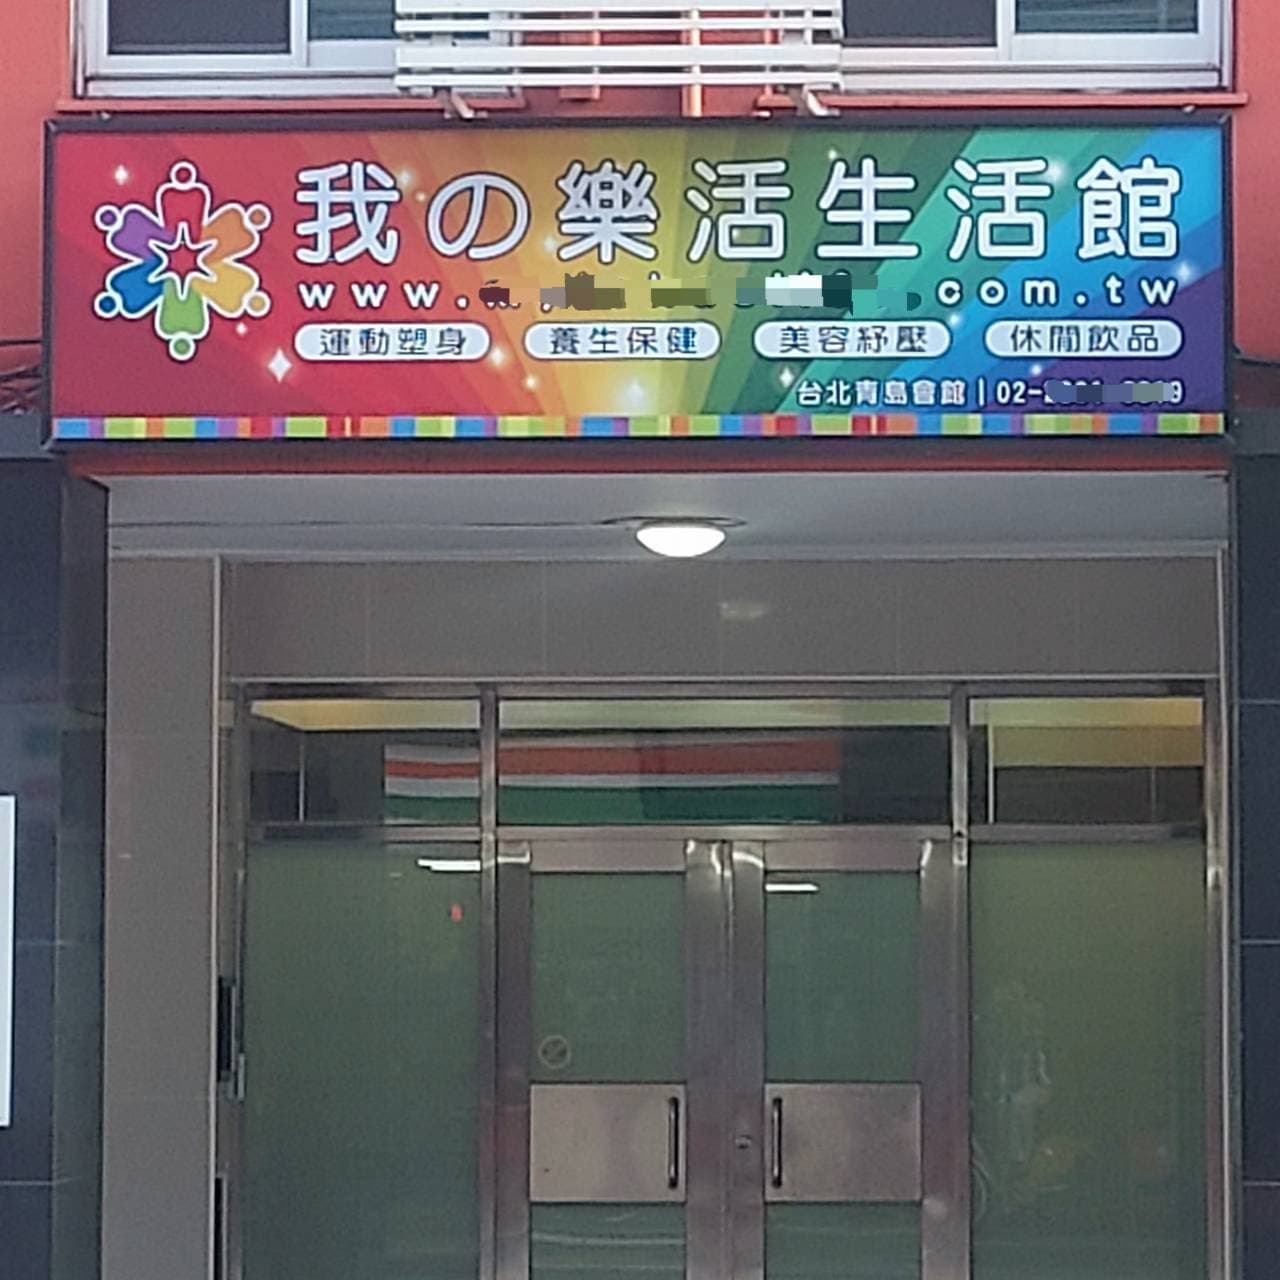 我の樂活生活館
www. com.tw
運動塑身 養生保健 美容紓壓 休閒飲品
台北青島會館 | 02-